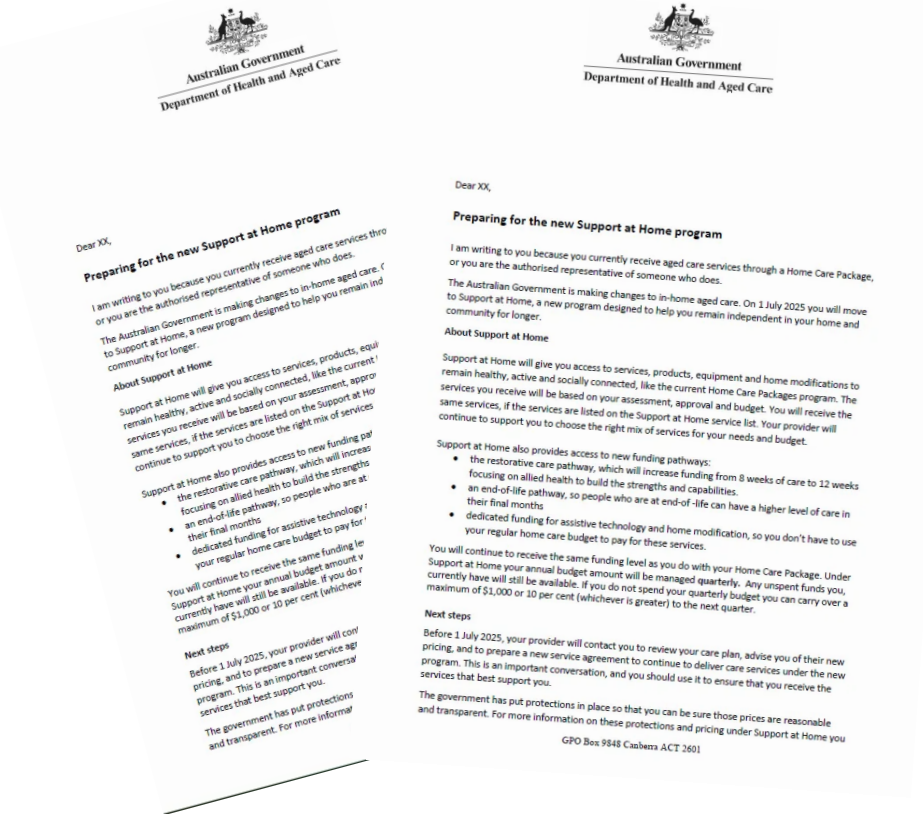 Australian Government
Department of Health and Aged Care
Dear XX,
Preparing for the new Support at Home program
I am writing to you because you currently receive aged care services thro
or you are the authorised representative of someone who does.
The Australian Government is making changes to in-home aged care.
to Support at Home, a new program designed to help you remain ind
community for longer.
About Support at Home
Support at Home will give you access to services, products, equi
remain healthy, active and socially connected, like the current
services you receive will be based on your assessment, appro
same services, if the services are listed on the Support at Ho
continue to support you to choose the right mix of services
Support at Home also provides access to new funding pat
• the restorative care pathway, which will increas
focusing on allied health to build the strengths
• an end-of-life pathway, so people who are at
their final months
• dedicated funding for assistive technology
your regular home care budget to pay for
You will continue to receive the same funding le
Support at Home your annual budget amount
currently have will still be available. If you do
maximum of $1,000 or 10 per cent (whichever
Next steps
Before 1 July 2025, your provider will con
pricing, and to prepare a new service ag
program. This is an important conversa
services that best support you.
The government has put protections
and transparent. For more informa
Australian Government
Department of Health and Aged Care
Dear XX,
Preparing for the new Support at Home program
I am writing to you because you currently receive aged care services through a Home Care Package,
or you are the authorised representative of someone who does.
The Australian Government is making changes to in-home aged care. On 1 July 2025 you will move
to Support at Home, a new program designed to help you remain independent in your home and
community for longer.
About Support at Home
Support at Home will give you access to services, products, equipment and home modifications to
remain healthy, active and socially connected, like the current Home Care Packages program. The
services you receive will be based on your assessment, approval and budget. You will receive the
same services, if the services are listed on the Support at Home service list. Your provider will
continue to support you to choose the right mix of services for your needs and budget.
Support at Home also provides access to new funding pathways:
• the restorative care pathway, which will increase funding from 8 weeks of care to 12 weeks
focusing on allied health to build the strengths and capabilities.
• an end-of-life pathway, so people who are at end-of -life can have a higher level of care in
their final months
• dedicated funding for assistive technology and home modification, so you don't have to use
your regular home care budget to pay for these services.
You will continue to receive the same funding level as you do with your Home Care Package. Under
Support at Home your annual budget amount will be managed quarterly. Any unspent funds you,
currently have will still be available. If you do not spend your quarterly budget you can carry over a
maximum of $1,000 or 10 per cent (whichever is greater) to the next quarter.
Next steps
Before 1 July 2025, your provider will contact you to review your care plan, advise you of their new
pricing, and to prepare a new service agreement to continue to deliver care services under the new
program. This is an important conversation, and you should use it to ensure that you receive the
services that best support you.
The government has put protections in place so that you can be sure those prices are reasonable
and transparent. For more information on these protections and pricing under Support at Home you
GPO Box 9848 Canberra ACT 2601